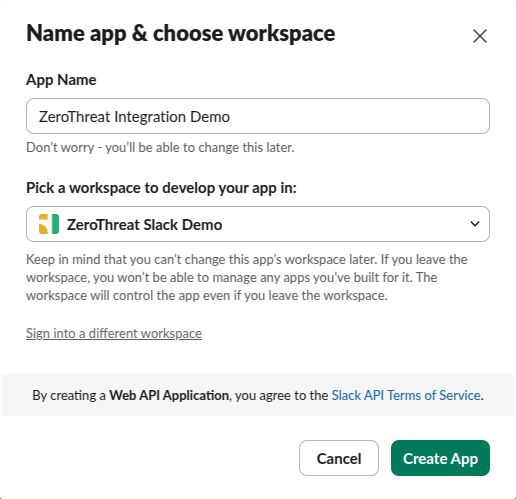 Name app & choose workspace
App Name
ZeroThreat Integration Demo
Don’t worry - you’ll be able to change this later.
Pick a workspace to develop your app in:
ZeroThreat Slack Demo
Keep in mind that you can’t change this app’s workspace later. If you leave the
workspace, you won’t be able to manage any apps you’ve built for it. The
workspace will control the app even if you leave the workspace.
Sign into a different workspace
By creating a Web API Application, you agree to the Slack API Terms of Service.
Cancel
Create App